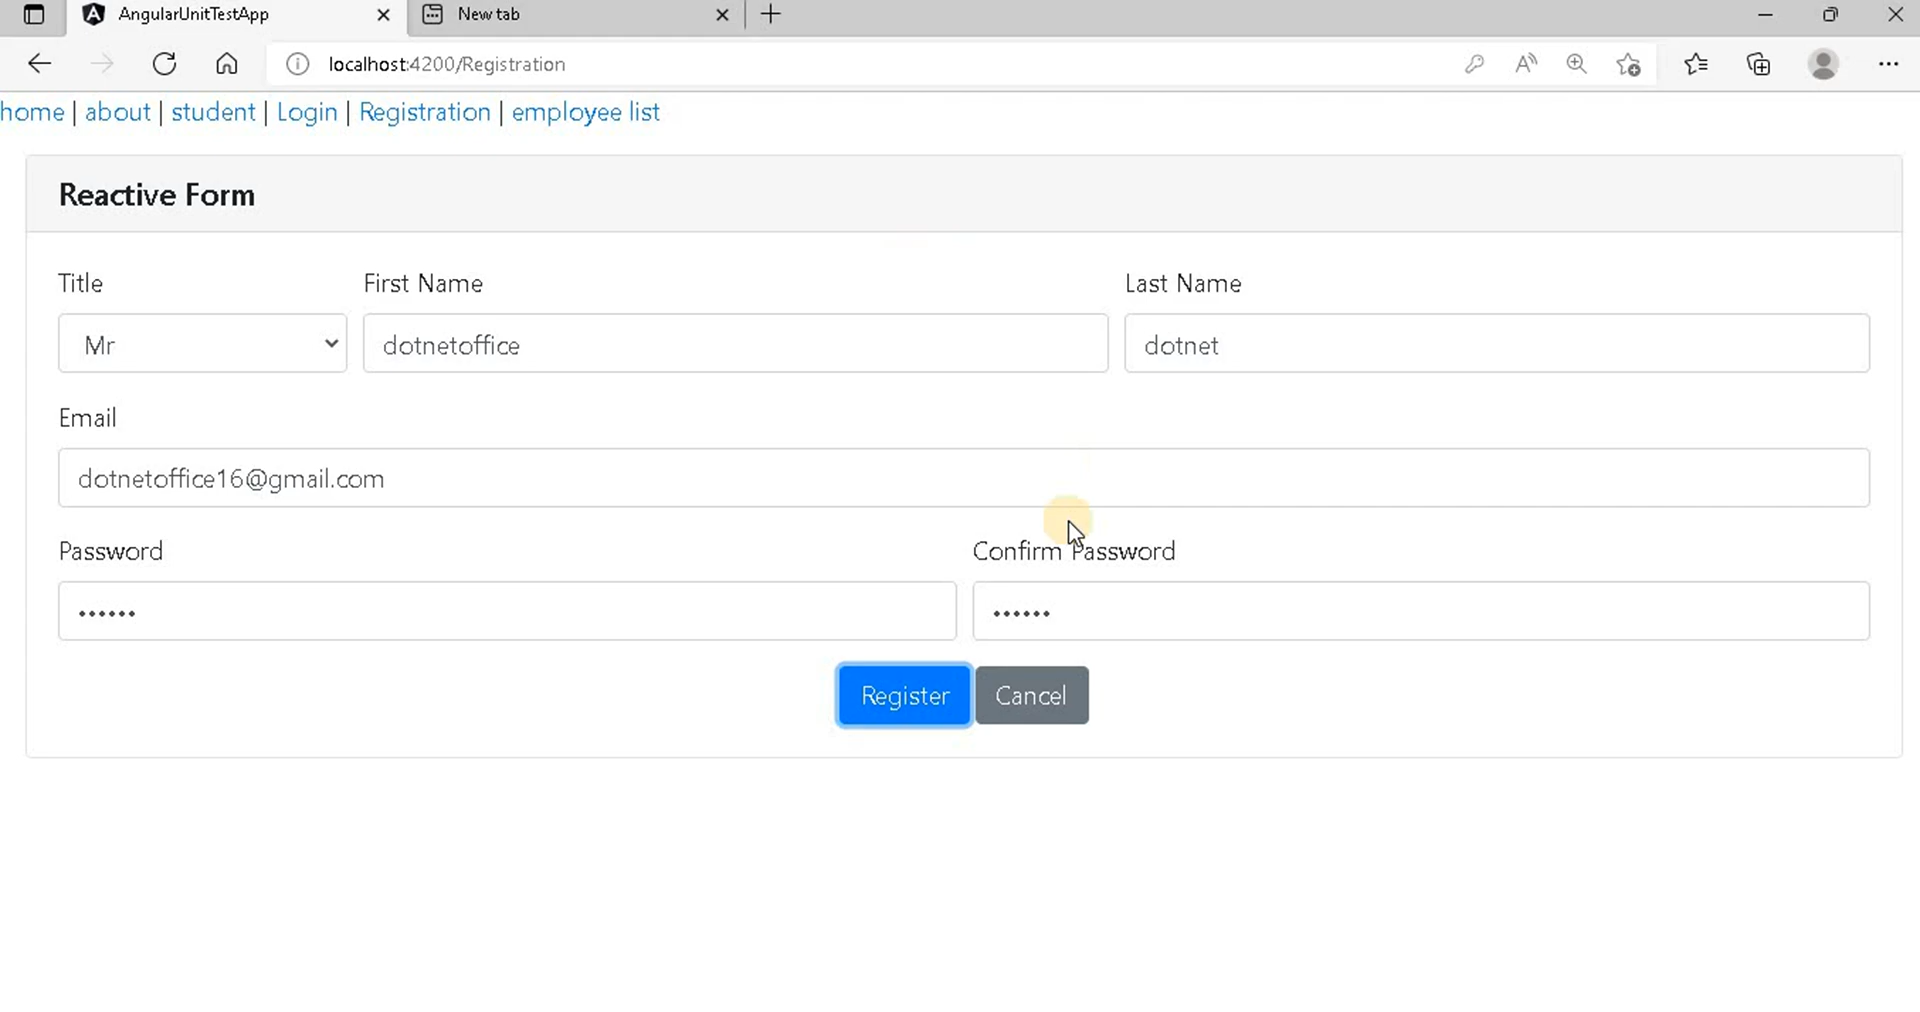 AngularUnitTestApp
New tab
localhost:4200/Registration
home | about | student | Login | Registration | employee list
Reactive Form
Title First Name Last Name
Mr dotnetoffice dotnet
Email
dotnetoffice16@gmail.com
Password Confirm Password
•••••• ••••••
Register Cancel